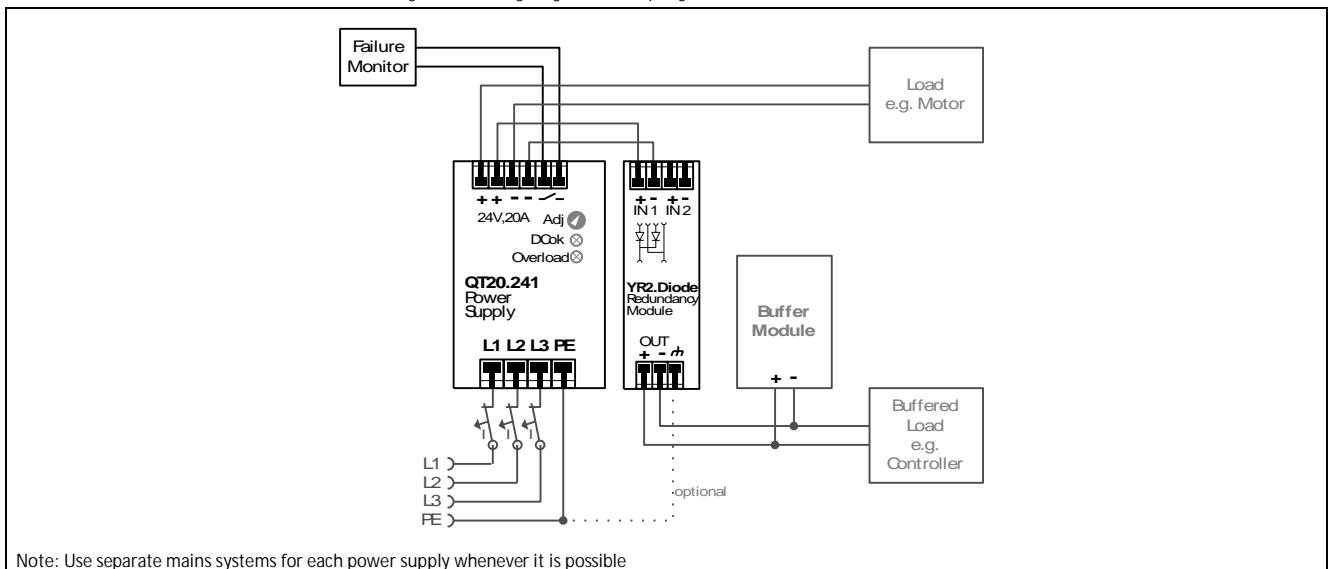 Failure
Monitor
Load
e.g. Motor
+ + - -
24V,20A
Adj
DCok
Overload
QT20.241
Power
Supply
L1 L2 L3 PE
+ - + -
IN 1 IN 2
YR2.Diode
Redundancy
Module
OUT
+ -
Buffer
Module
+ -
Buffered
Load
e.g.
Controller
I I I
L1
L2
L3
PE
optional
Note: Use separate mains systems for each power supply whenever it is possible